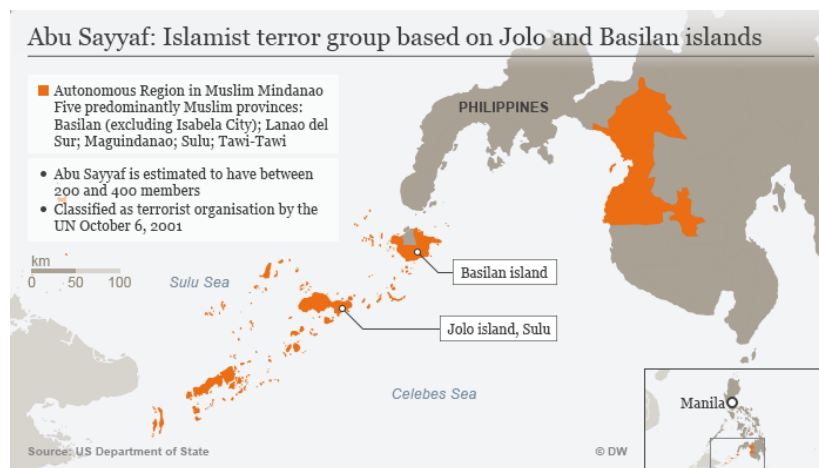 Abu Sayyaf: Islamist terror group based on Jolo and Basilan islands
Autonomous Region in Muslim Mindanao
Five predominantly Muslim provinces:
Basilan (excluding Isabela City); Lanao del
Sur; Maguindanao; Sulu; Tawi-Tawi
• Abu Sayyaf is estimated to have between
200 and 400 members
• Classified as terrorist organisation by the
UN October 6, 2001
PHILIPPINES
km
0 50 100
Sulu Sea
Basilan island
Jolo island, Sulu
Celebes Sea
Manila
Source: US Department of State
© DW